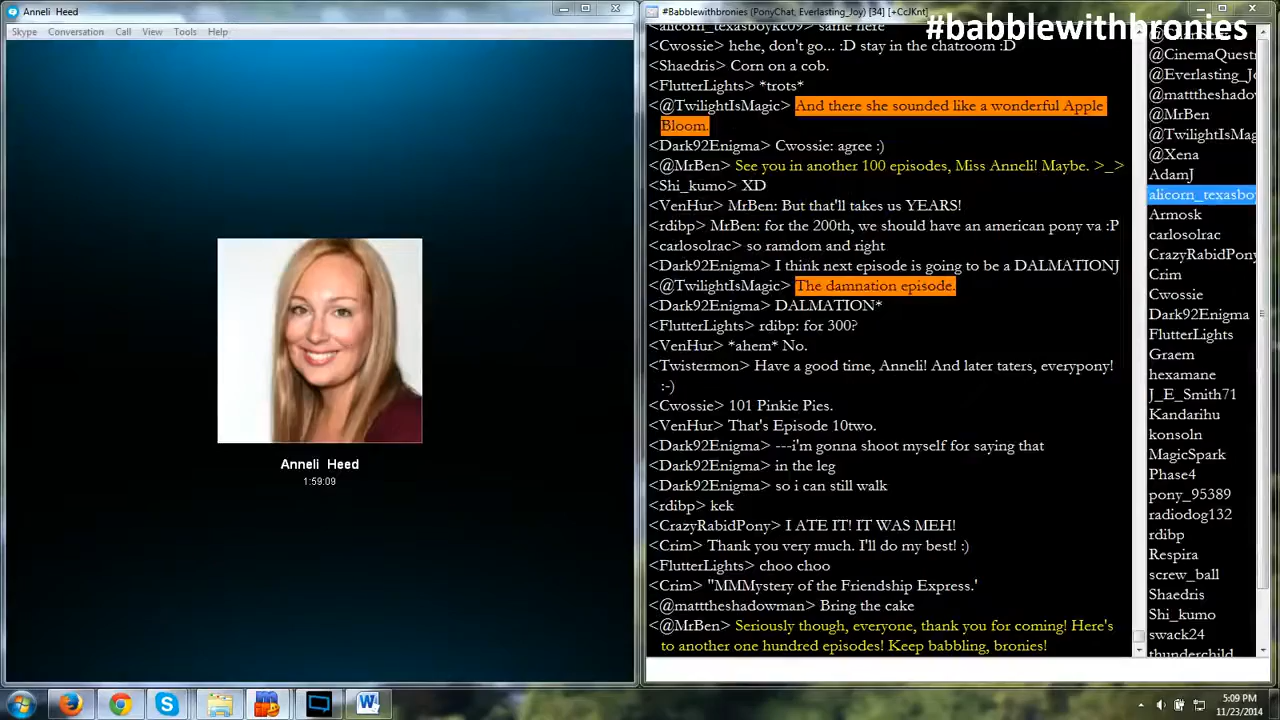 Anneli Heed
Skype Conversation Call View Tools Help
Anneli Heed
1:59:09
#Babblewithbronies (PonyChat, Everlasting_Joy) [34] [+CcJKnt]
#babblewithbronies
<alicorn_texasboykc09> same here
<Cwossie> hehe, don't go... :D stay in the chatroom :D
<Shaedris> Corn on a cob.
<FlutterLights> *trots*
<@TwilightIsMagic> And there she sounded like a wonderful Apple
Bloom.
<Dark92Enigma> Cwossie: agree :)
<@MrBen> See you in another 100 episodes, Miss Anneli! Maybe. >_>
<Shi_kumo> XD
<VenHur> MrBen: But that'll takes us YEARS!
<rdibp> MrBen: for the 200th, we should have an american pony va :P
<carlosolrac> so ramdom and right
<Dark92Enigma> I think next episode is going to be a DALMATIONJ
<@TwilightIsMagic> The damnation episode.
<Dark92Enigma> DALMATION*
<FlutterLights> rdibp: for 300?
<VenHur> *ahem* No.
<Twistermon> Have a good time, Anneli! And later taters, everypony!
:-)
<Cwossie> 101 Pinkie Pies.
<VenHur> That's Episode 10two.
<Dark92Enigma> ---i'm gonna shoot myself for saying that
<Dark92Enigma> in the leg
<Dark92Enigma> so i can still walk
<rdibp> kek
<CrazyRabidPony> I ATE IT! IT WAS MEH!
<Crim> Thank you very much. I'll do my best! :)
<FlutterLights> choo choo
<Crim> "MMMystery of the Friendship Express.'
<@matttheshadowman> Bring the cake
<@MrBen> Seriously though, everyone, thank you for coming! Here's
to another one hundred episodes! Keep babbling, bronies!
@CinemaQuest
@Everlasting_Jo
@matttheshadow
@MrBen
@TwilightIsMag
@Xena
AdamJ
alicorn_texasbo
Armosk
carlosolrac
CrazyRabidPony
Crim
Cwossie
Dark92Enigma
FlutterLights
Graem
hexamane
J_E_Smith71
Kandarihu
konsoln
MagicSpark
Phase4
pony_95389
radiodog132
rdibp
Respira
screw_ball
Shaedris
Shi_kumo
swack24
thunderchild
5:09 PM
11/23/2014